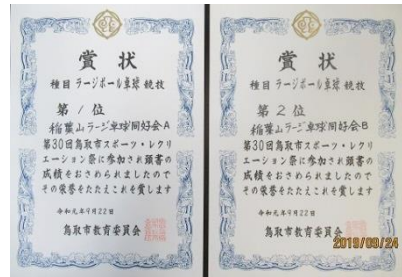 賞状
種目 ラージボール卓球 競技
第1位
稲葉山ラージ卓球同好会A
第30回鳥取市スポーツ・レクリ
エーション祭に参加され頭書の
成績をおさめられましたので
その栄誉をたたえこれを賞します
令和元年9月22日
鳥取市教育委員会
賞状
種目 ラージボール卓球 競技
第2位
稲葉山ラージ卓球同好会B
第30回鳥取市スポーツ・レクリ
エーション祭に参加され頭書の
成績をおさめられましたので
その栄誉をたたえこれを賞します
令和元年9月22日
鳥取市教育委員会
2019/09/24